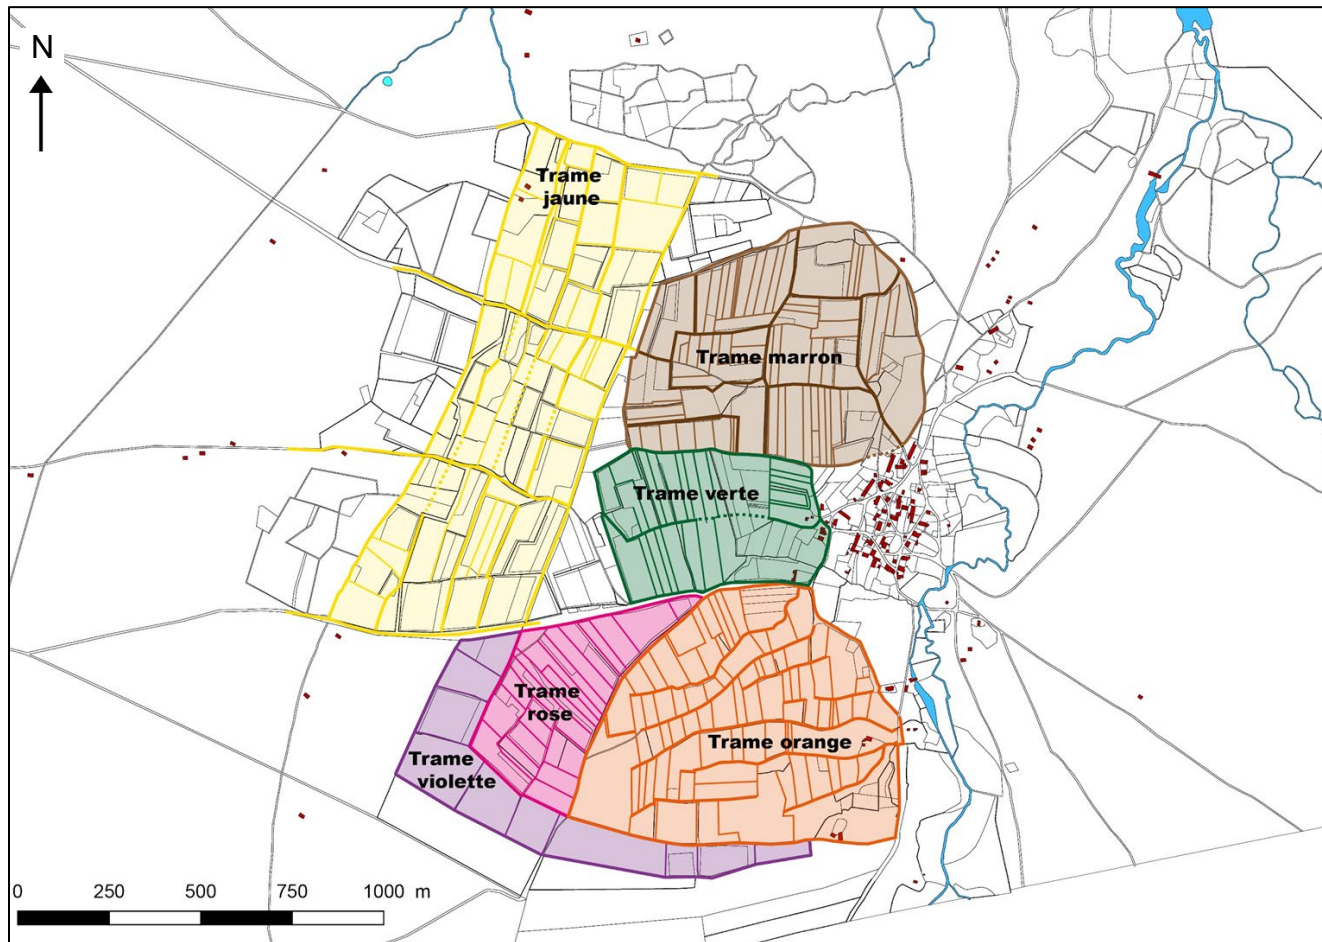 N
Trame
jaune
Trame marron
Trame verte
Trame
rose
Trame orange
Trame
violette
0 250 500 750 1000 m